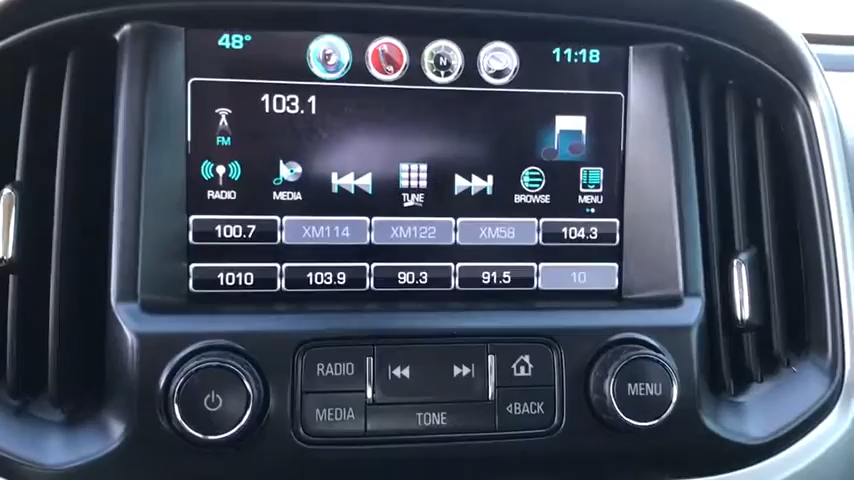 48° N 11:18
103.1
FM
RADIO MEDIA TUNE BROWSE MENU
100.7 XM114 XM122 XM58 104.3
1010 103.9 90.3 91.5 10
RADIO
MENU
MEDIA TONE BACK